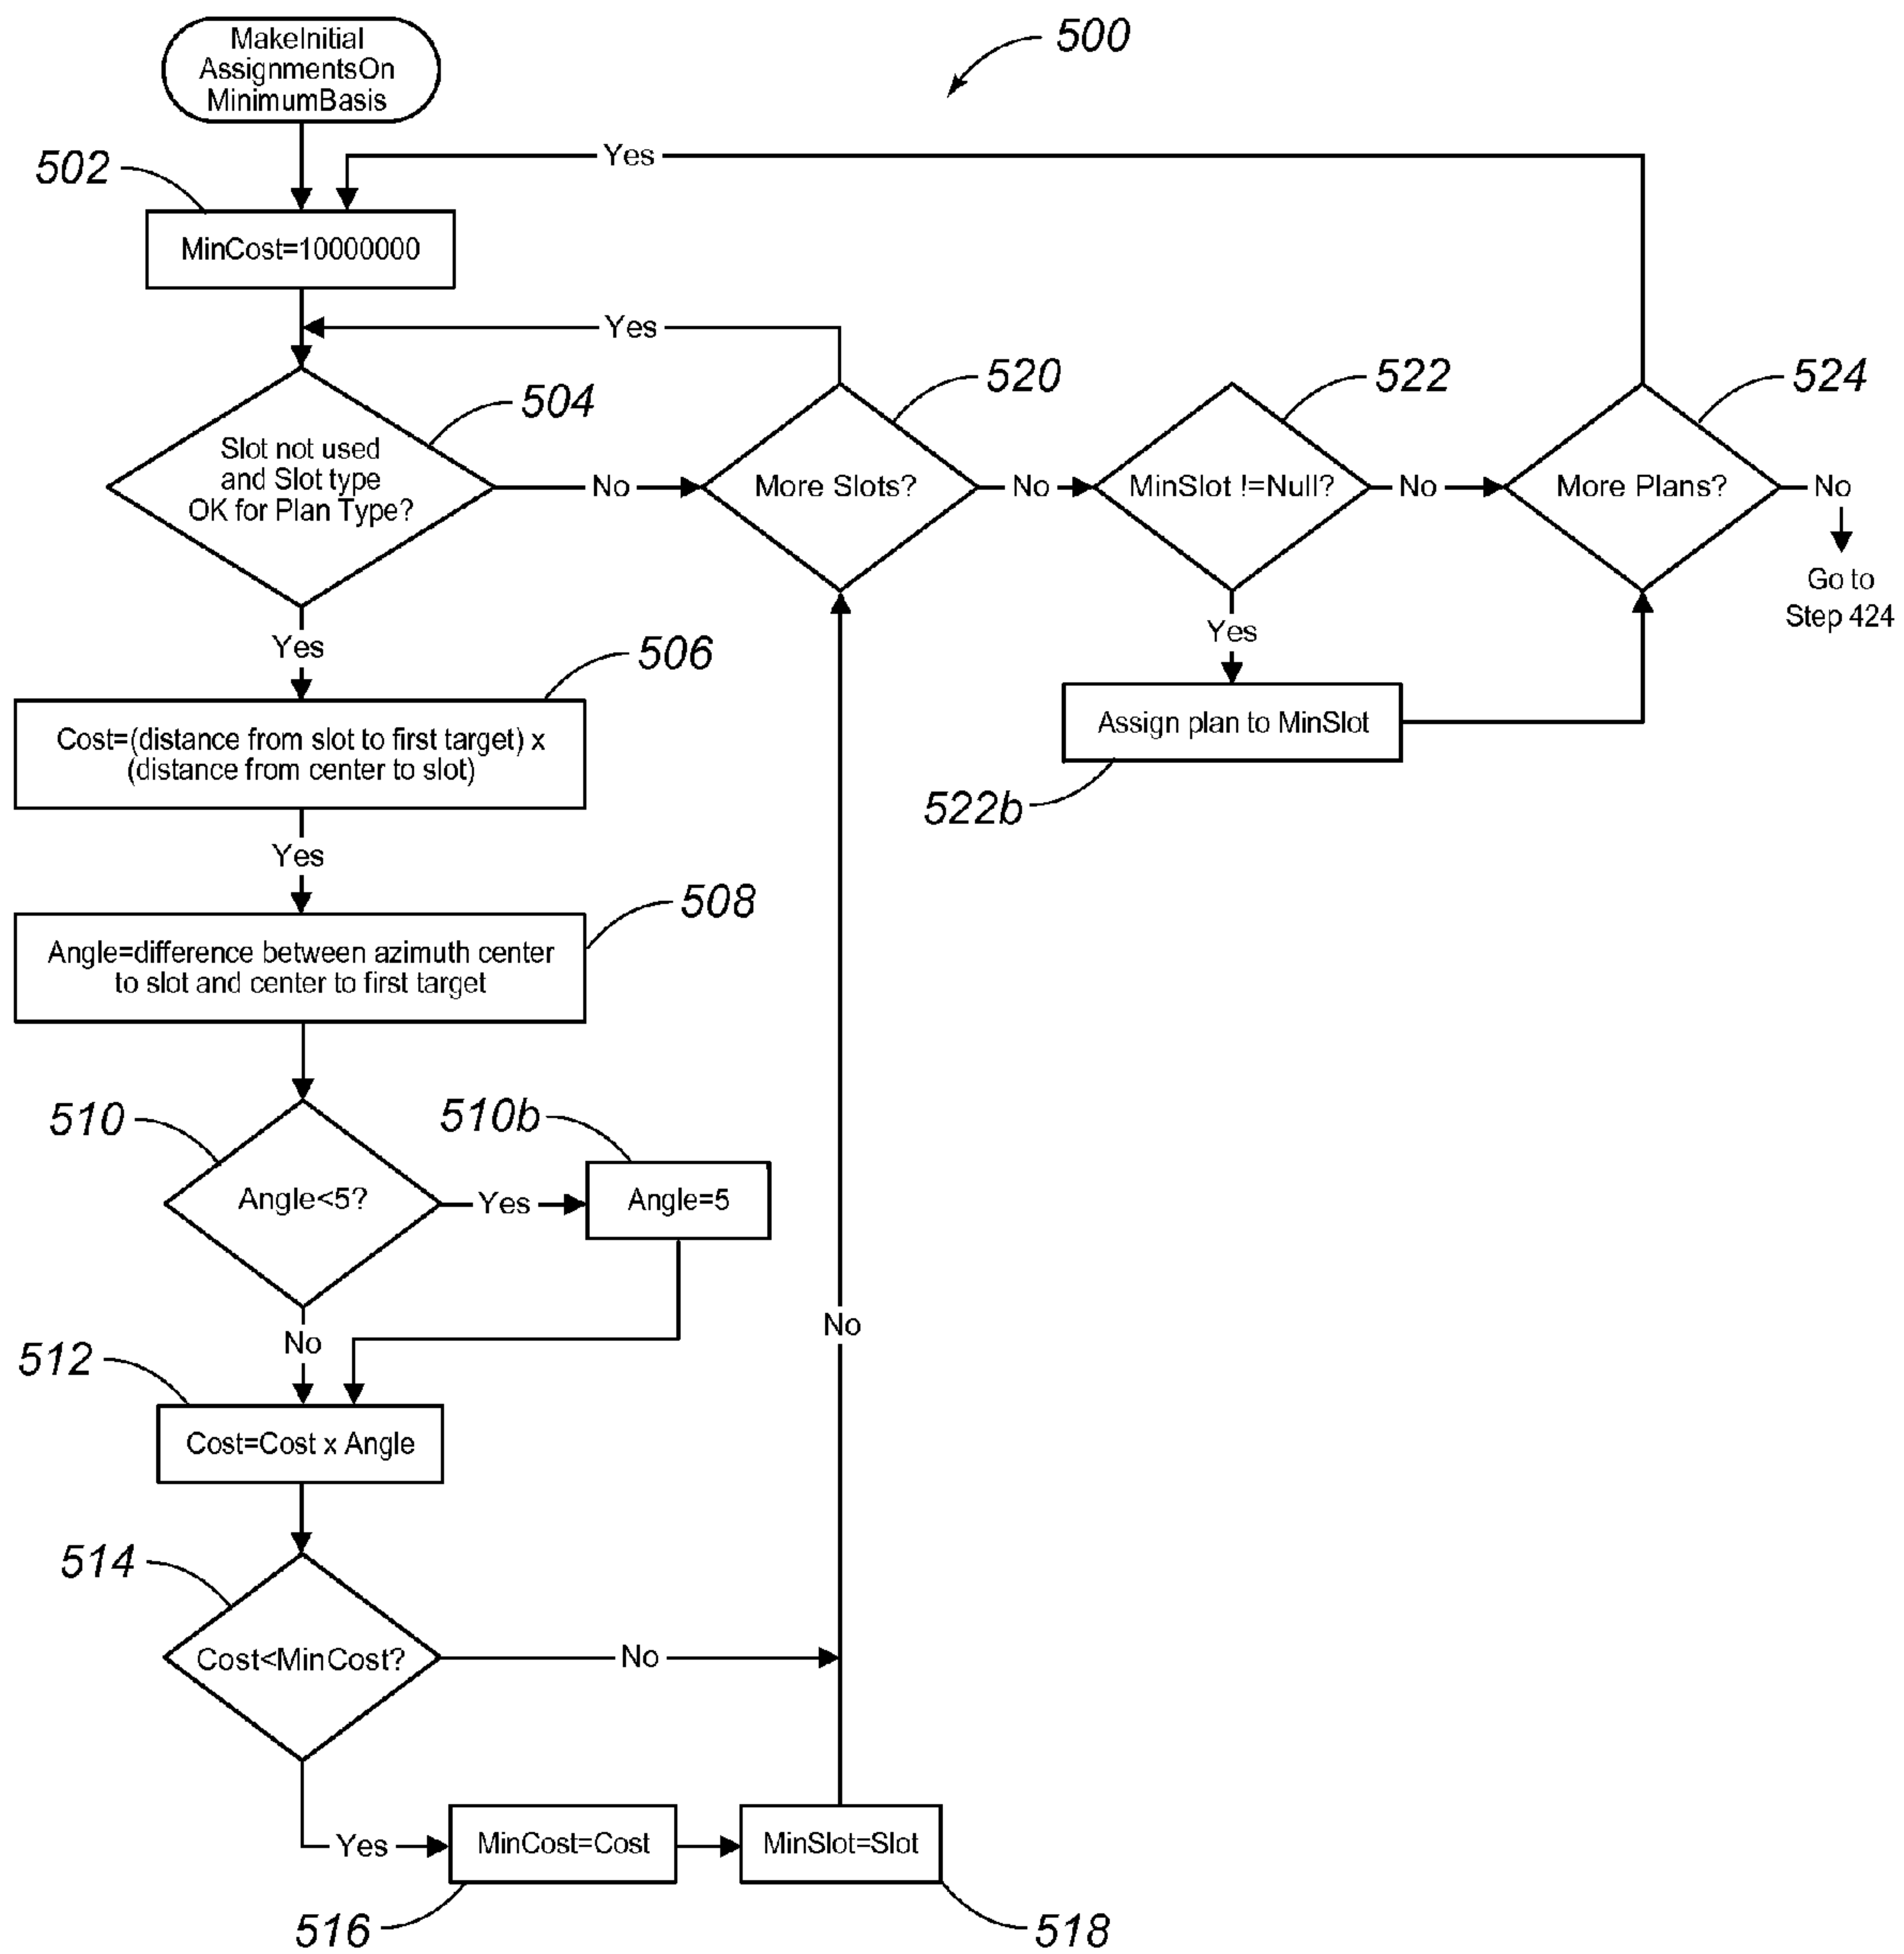 MakeInitial
AssignmentsOn
MinimumBasis
500
Yes
502
MinCost=10000000
Yes
504
520
522
524
Slot not used
and Slot type
OK for Plan Type?
No
More Slots?
No
MinSlot !=Null?
No
More Plans?
No
Go to
Step 424
Yes
Yes
506
Cost=(distance from slot to first target) x
(distance from center to slot)
Assign plan to MinSlot
522b
Yes
508
Angle=difference between azimuth center
to slot and center to first target
510
510b
Angle<5?
Yes
Angle=5
No
No
512
Cost=Cost x Angle
514
Cost<MinCost?
No
Yes
MinCost=Cost
MinSlot=Slot
516
518